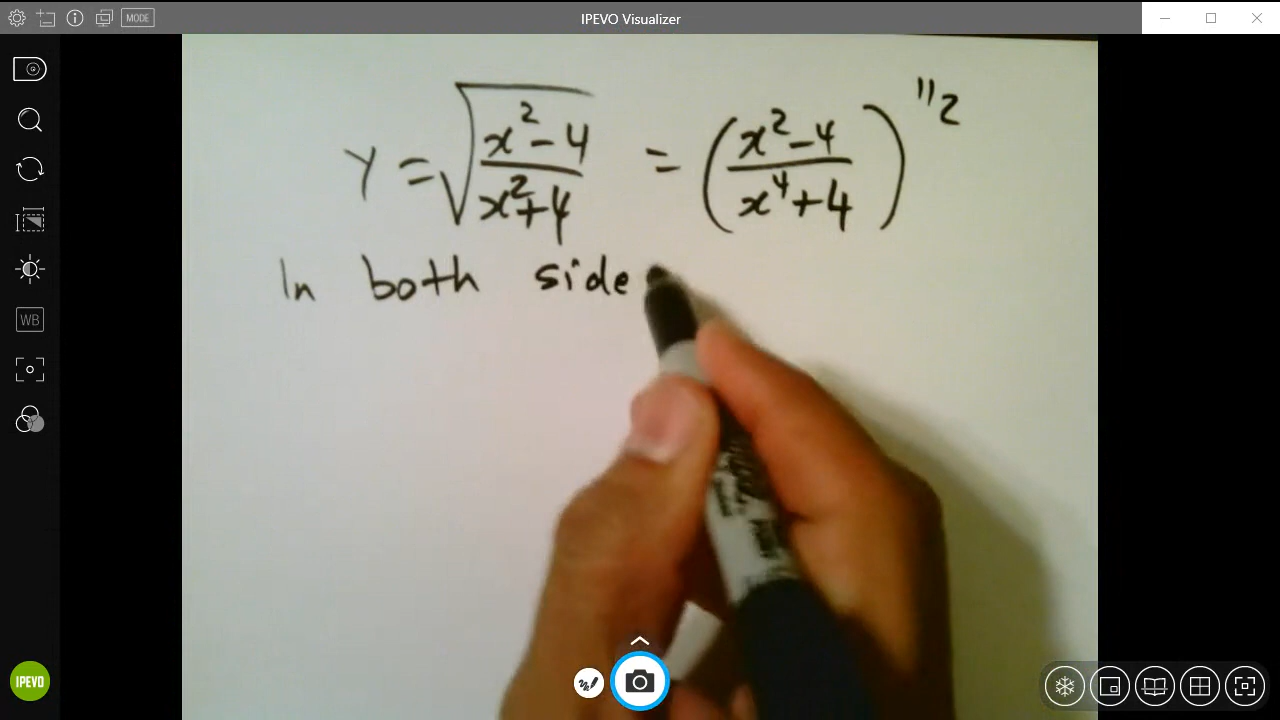 MODE
IPEVO Visualizer
WB
y = √((x² - 4)/(x² + 4)) = ((x² - 4)/(x⁴ + 4))^(1/2)
ln both side
IPEVO